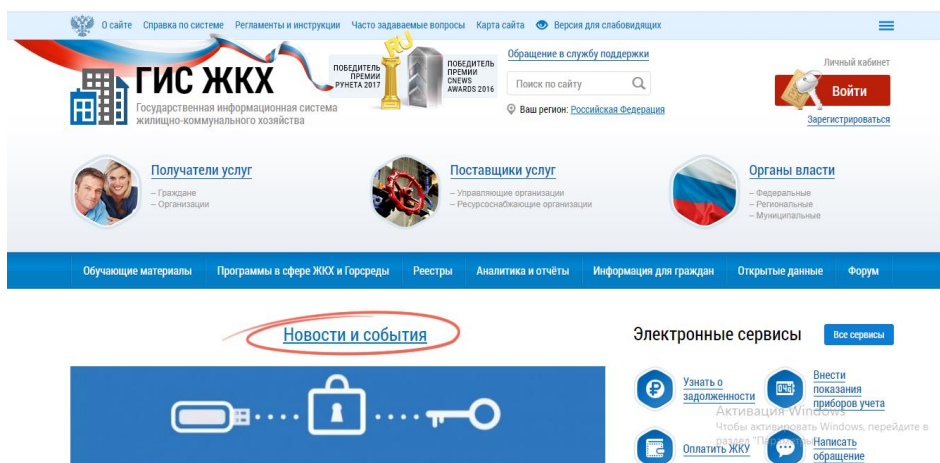 О сайте Справка по системе Регламенты и инструкции Часто задаваемые вопросы Карта сайта Версия для слабовидящих
ГИС ЖКХ
Государственная информационная система
жилищно-коммунального хозяйства
ПОБЕДИТЕЛЬ
ПРЕМИИ
РУНЕТА 2017
RU
ПОБЕДИТЕЛЬ
ПРЕМИИ
CNEWS
AWARDS 2016
Обращение в службу поддержки
Поиск по сайту
Ваш регион: Российская Федерация
Личный кабинет
Войти
Зарегистрироваться
Получатели услуг
– Граждане
– Организации
Поставщики услуг
– Управляющие организации
– Ресурсоснабжающие организации
Органы власти
– Федеральные
– Региональные
– Муниципальные
Обучающие материалы Программы в сфере ЖКХ и Горсреды Реестры Аналитика и отчёты Информация для граждан Открытые данные Форум
Новости и события
Электронные сервисы
Все сервисы
Узнать о
задолженности
Внести
показания
приборов учета
Оплатить ЖКУ
Написать
обращение
Активация Windows
Чтобы активировать Windows, перейдите в
раздел